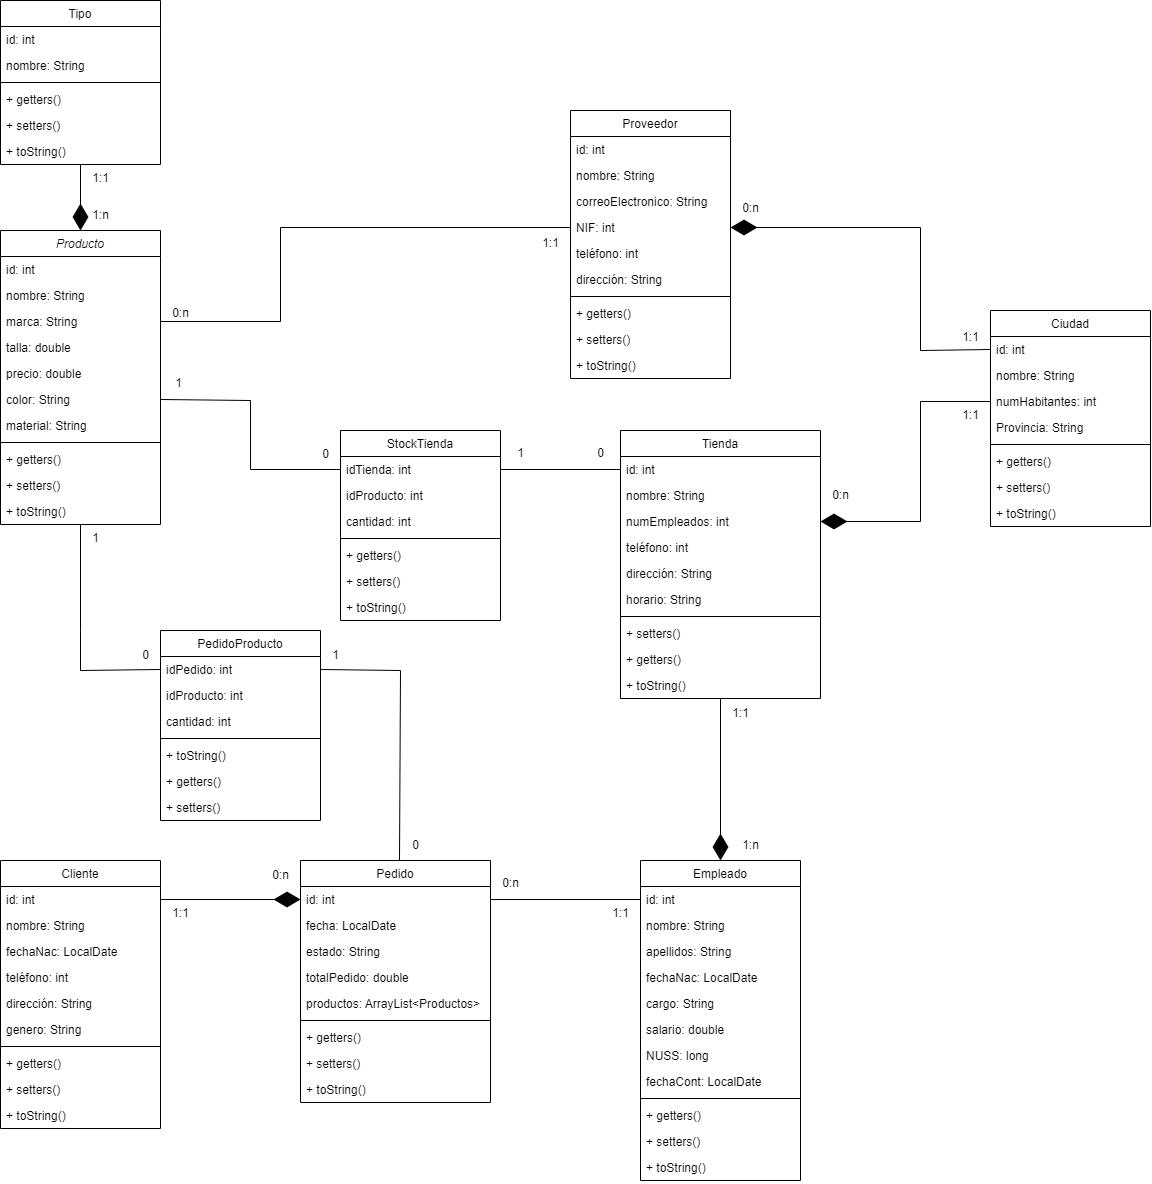 Tipo
id: int
nombre: String
+ getters()
+ setters()
+ toString()
1:1
1:n
Producto
id: int
nombre: String
marca: String
talla: double
precio: double
color: String
material: String
+ getters()
+ setters()
+ toString()
0:n
1
1
Proveedor
id: int
nombre: String
correoElectronico: String
NIF: int
teléfono: int
dirección: String
+ getters()
+ setters()
+ toString()
1:1
0:n
Ciudad
id: int
nombre: String
numHabitantes: int
Provincia: String
+ getters()
+ setters()
+ toString()
1:1
1:1
StockTienda
idTienda: int
idProducto: int
cantidad: int
+ getters()
+ setters()
+ toString()
0
1
Tienda
id: int
nombre: String
numEmpleados: int
teléfono: int
dirección: String
horario: String
+ setters()
+ getters()
+ toString()
0
0:n
1:1
PedidoProducto
idPedido: int
idProducto: int
cantidad: int
+ toString()
+ getters()
+ setters()
0
1
Cliente
id: int
nombre: String
fechaNac: LocalDate
teléfono: int
dirección: String
genero: String
+ getters()
+ setters()
+ toString()
1:1
0:n
0
Pedido
id: int
fecha: LocalDate
estado: String
totalPedido: double
productos: ArrayList<Productos>
+ getters()
+ setters()
+ toString()
0:n
1:1
1:n
Empleado
id: int
nombre: String
apellidos: String
fechaNac: LocalDate
cargo: String
salario: double
NUSS: long
fechaCont: LocalDate
+ getters()
+ setters()
+ toString()